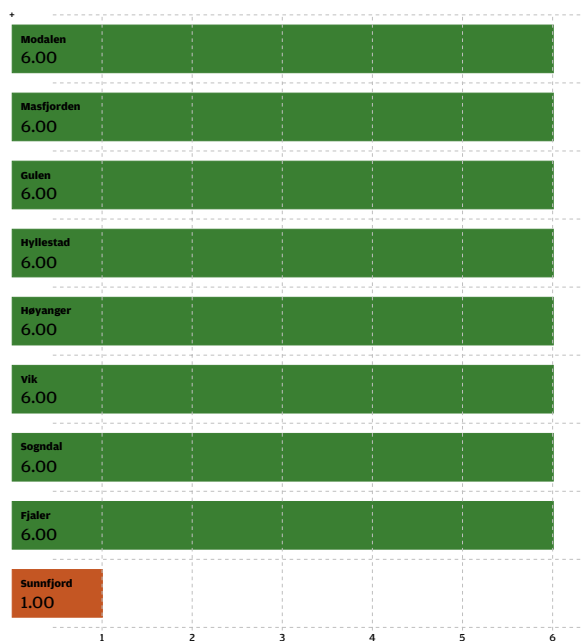 +
Modalen
6.00
Masfjorden
6.00
Gulen
6.00
Hyllestad
6.00
Høyanger
6.00
Vik
6.00
Sogndal
6.00
Fjaler
6.00
Sunnfjord
1.00
1 2 3 4 5 6